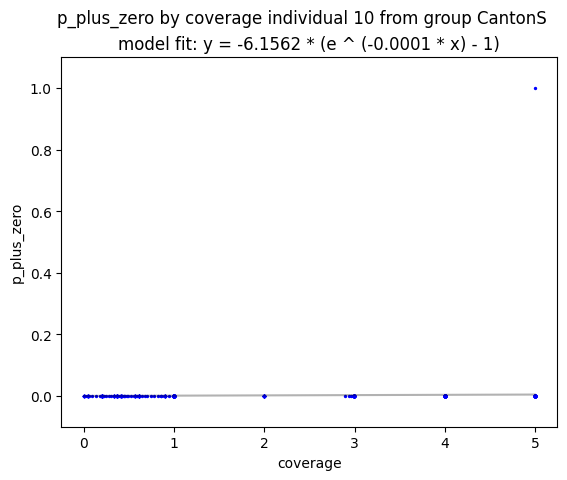 p_plus_zero by coverage individual 10 from group CantonS
model fit: y = -6.1562 * (e ^ (-0.0001 * x) - 1)
1.0
0.8
0.6
0.4
0.2
0.0
p_plus_zero
0 1 2 3 4 5
coverage